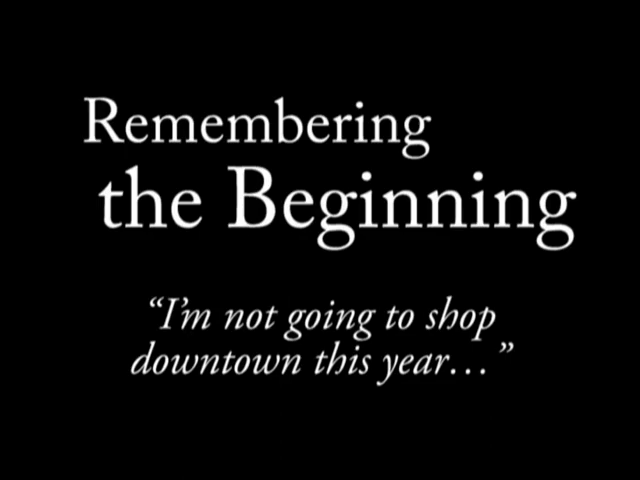 Remembering
the Beginning
“I’m not going to shop
downtown this year…”